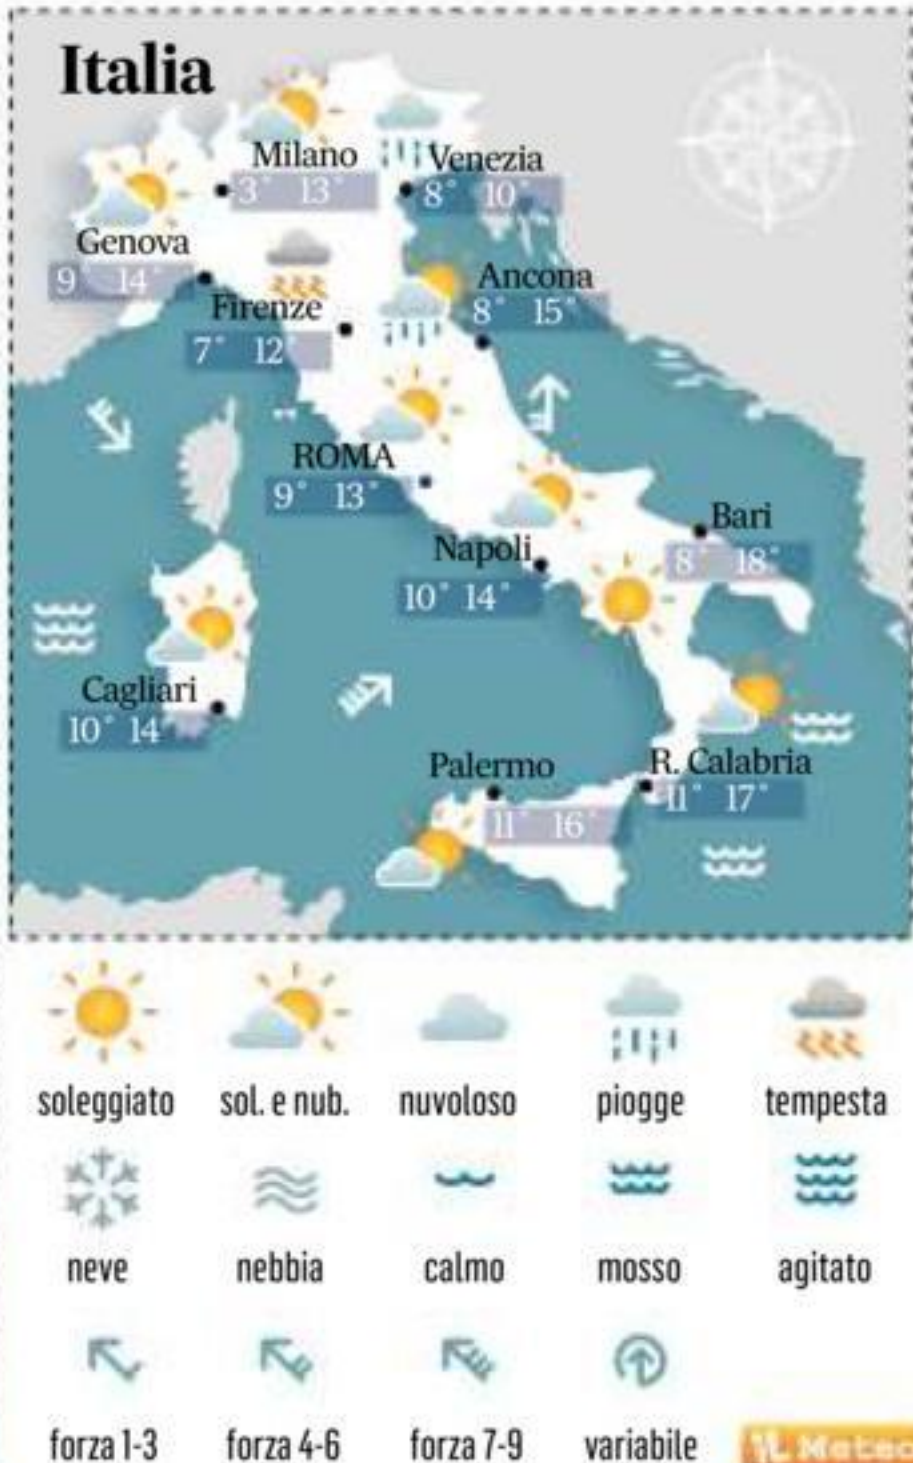 Italia
Milano
3° 13°
Venezia
8° 10°
Genova
9° 14°
Firenze
7° 12°
Ancona
8° 15°
ROMA
9° 13°
Napoli
10° 14°
Bari
8° 18°
Cagliari
10° 14°
Palermo
11° 16°
R. Calabria
11° 17°
soleggiato sol. e nub. nuvoloso piogge tempesta
neve nebbia calmo mosso agitato
forza 1-3 forza 4-6 forza 7-9 variabile